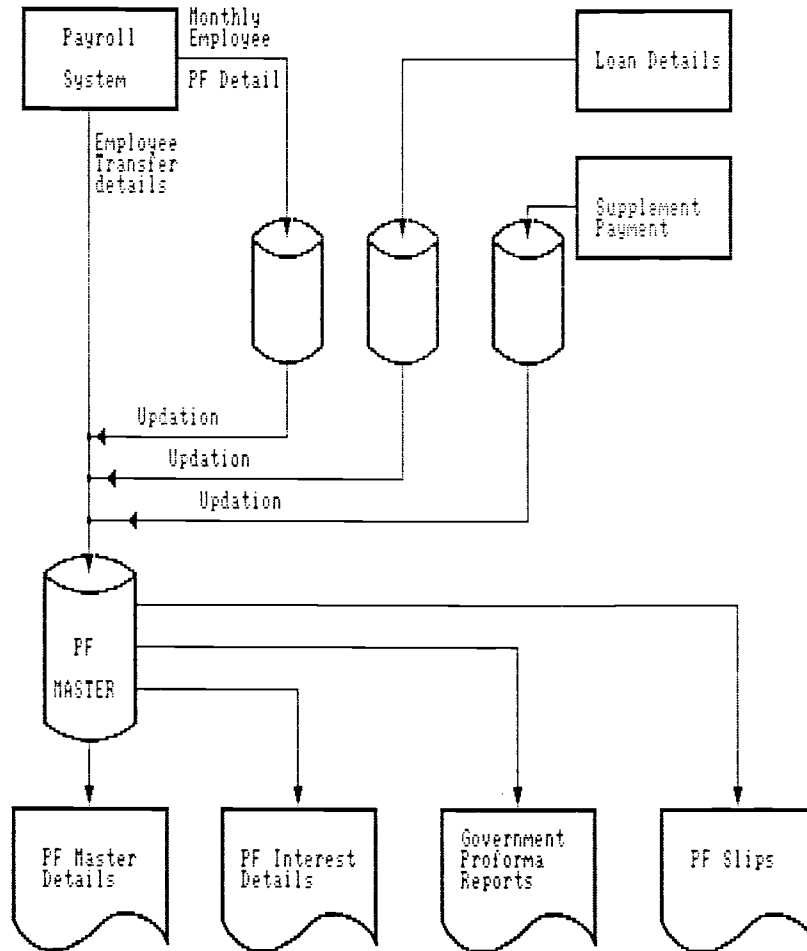 Monthly
Employee
PF Detail
Payroll
System
Loan Details
Employee
Transfer
details
Supplement
Payment
Updation
Updation
Updation
PF
MASTER
PF Master
Details
PF Interest
Details
Government
Proforma
Reports
PF Slips